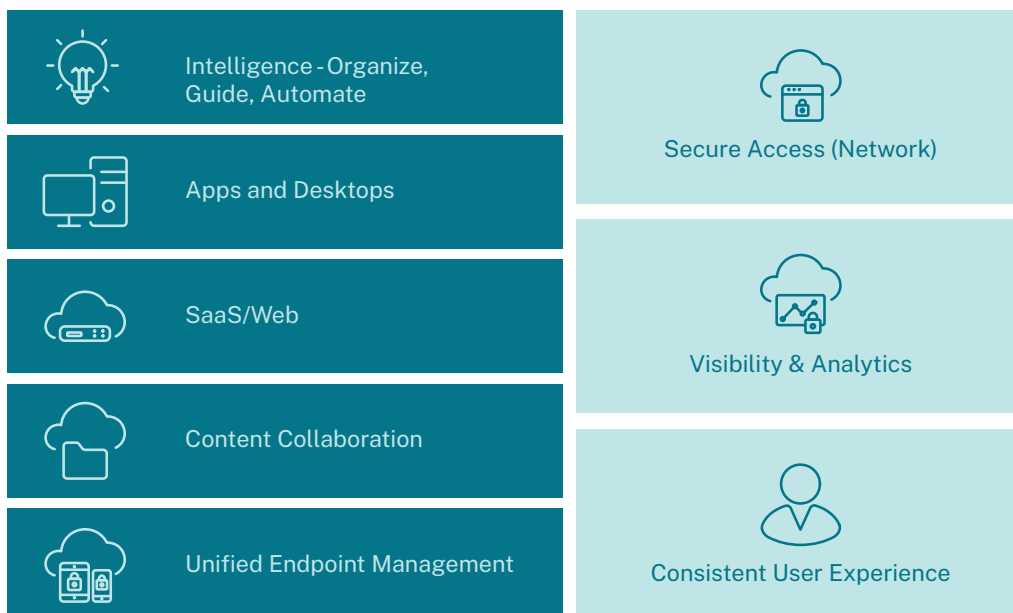 Intelligence - Organize,
Guide, Automate
Apps and Desktops
SaaS/Web
Content Collaboration
Unified Endpoint Management
Secure Access (Network)
Visibility & Analytics
Consistent User Experience